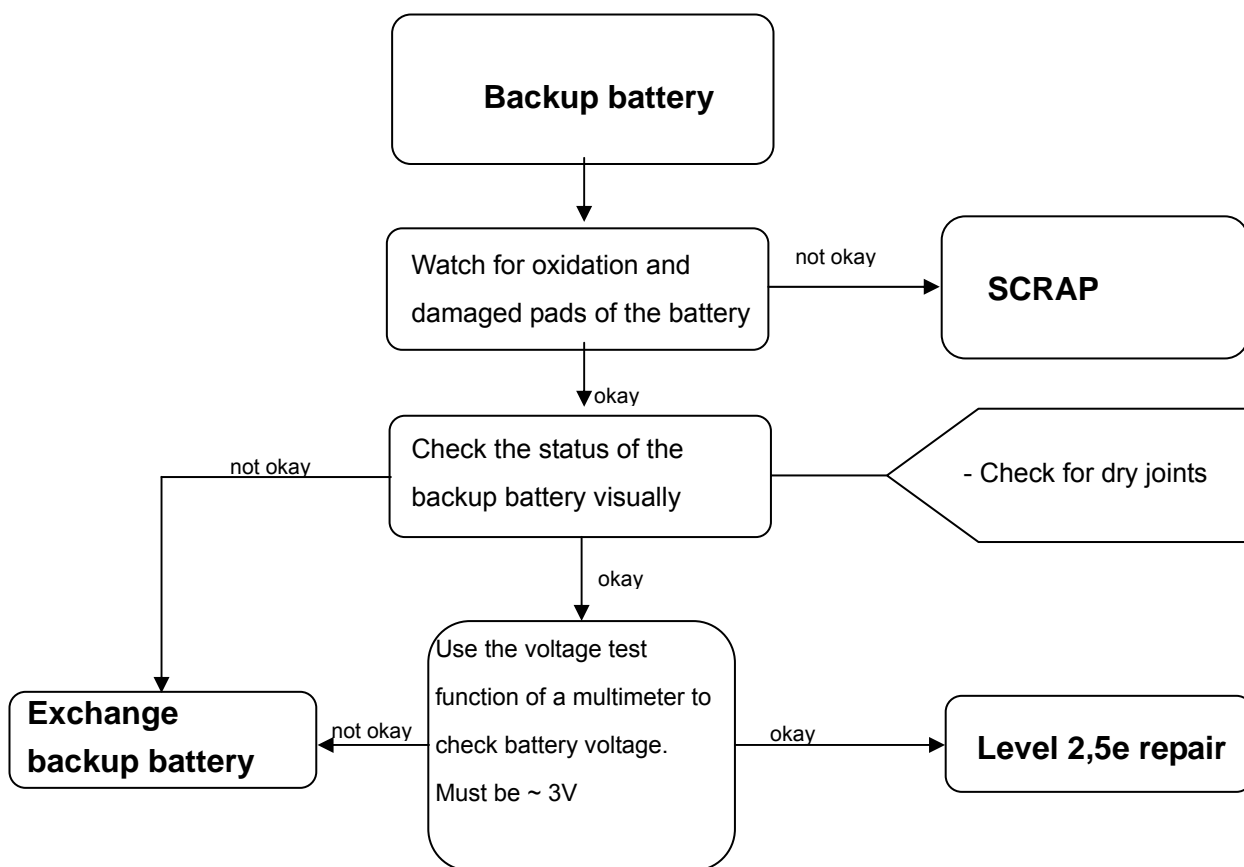 Backup battery
Watch for oxidation and
damaged pads of the battery
not okay
SCRAP
okay
Check the status of the
backup battery visually
not okay
- Check for dry joints
okay
Use the voltage test
function of a multimeter to
check battery voltage.
Must be ~ 3V
not okay
Exchange
backup battery
okay
Level 2,5e repair